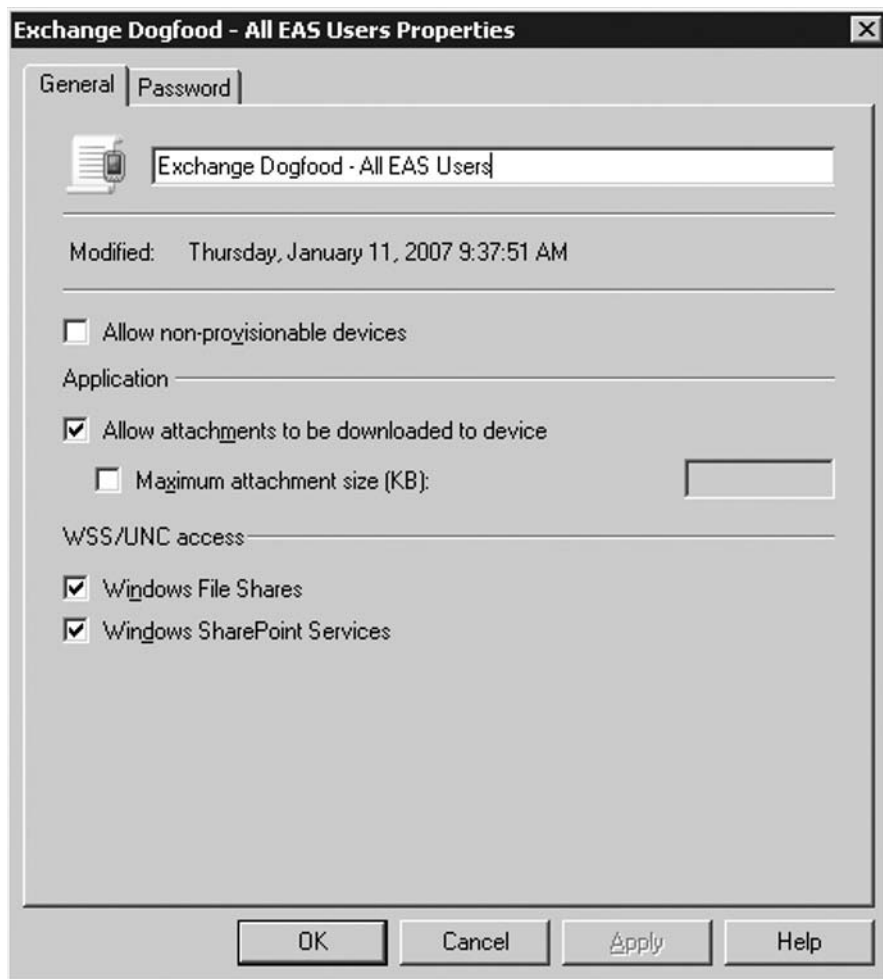 Exchange Dogfood - All EAS Users Properties
General Password
Exchange Dogfood - All EAS Users
Modified: Thursday, January 11, 2007 9:37:51 AM
Allow non-provisionable devices
Application
Allow attachments to be downloaded to device
Maximum attachment size (KB):
WSS/UNC access
Windows File Shares
Windows SharePoint Services
OK Cancel Apply Help